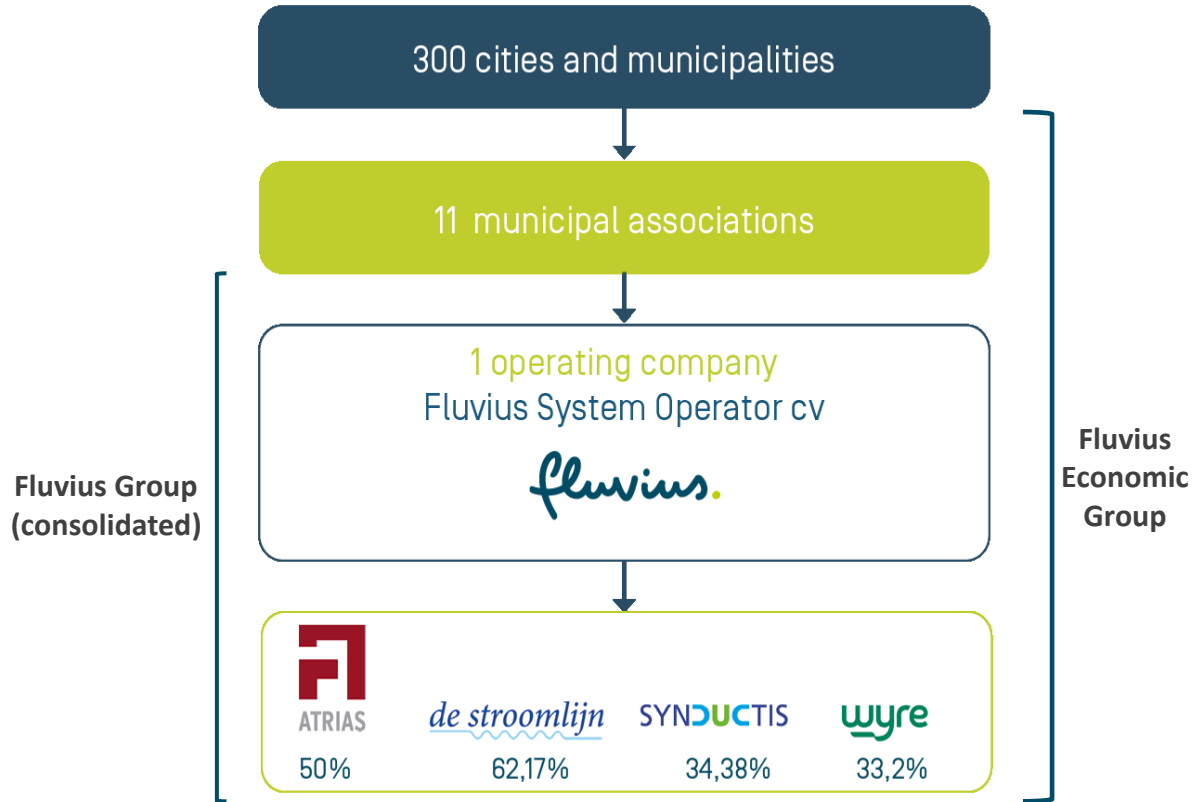 300 cities and municipalities
11 municipal associations
1 operating company
Fluvius System Operator cv
fluvius.
Fluvius Group
(consolidated)
Fluvius
Economic
Group
ATRIAS
de stroomlijn
SYNDUCTIS
wyre
50%
62,17%
34,38%
33,2%